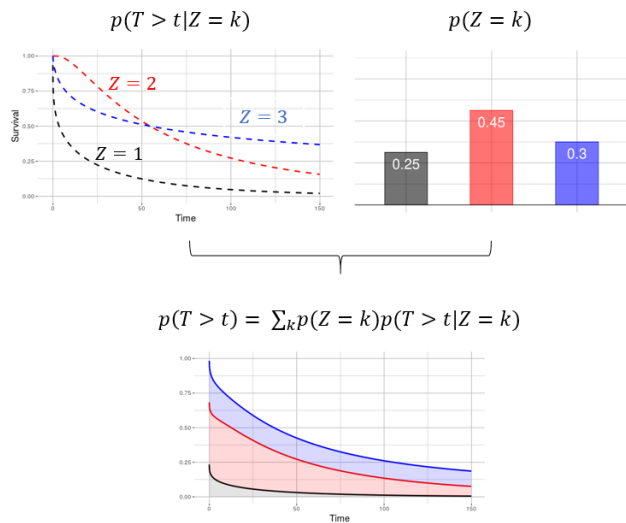 p(T > t|Z = k)
p(Z = k)
1.00
0.75
0.50
0.25
0.00
Survival
Z = 2
Z = 3
Z = 1
0
50
100
150
Time
0.25
0.45
0.3
p(T > t) = ∑ₖp(Z = k)p(T > t|Z = k)
1.00
0.75
0.50
0.25
0.00
0
50
100
150
Time